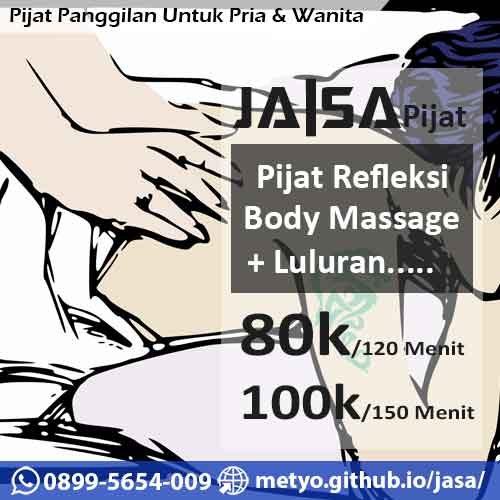 Pijat Panggilan Untuk Pria & Wanita
JASA Pijat
Pijat Refleksi
Body Massage
+ Luluran.....
80k/120 Menit
100k/150 Menit
0899-5654-009 metyo.github.io/jasa/